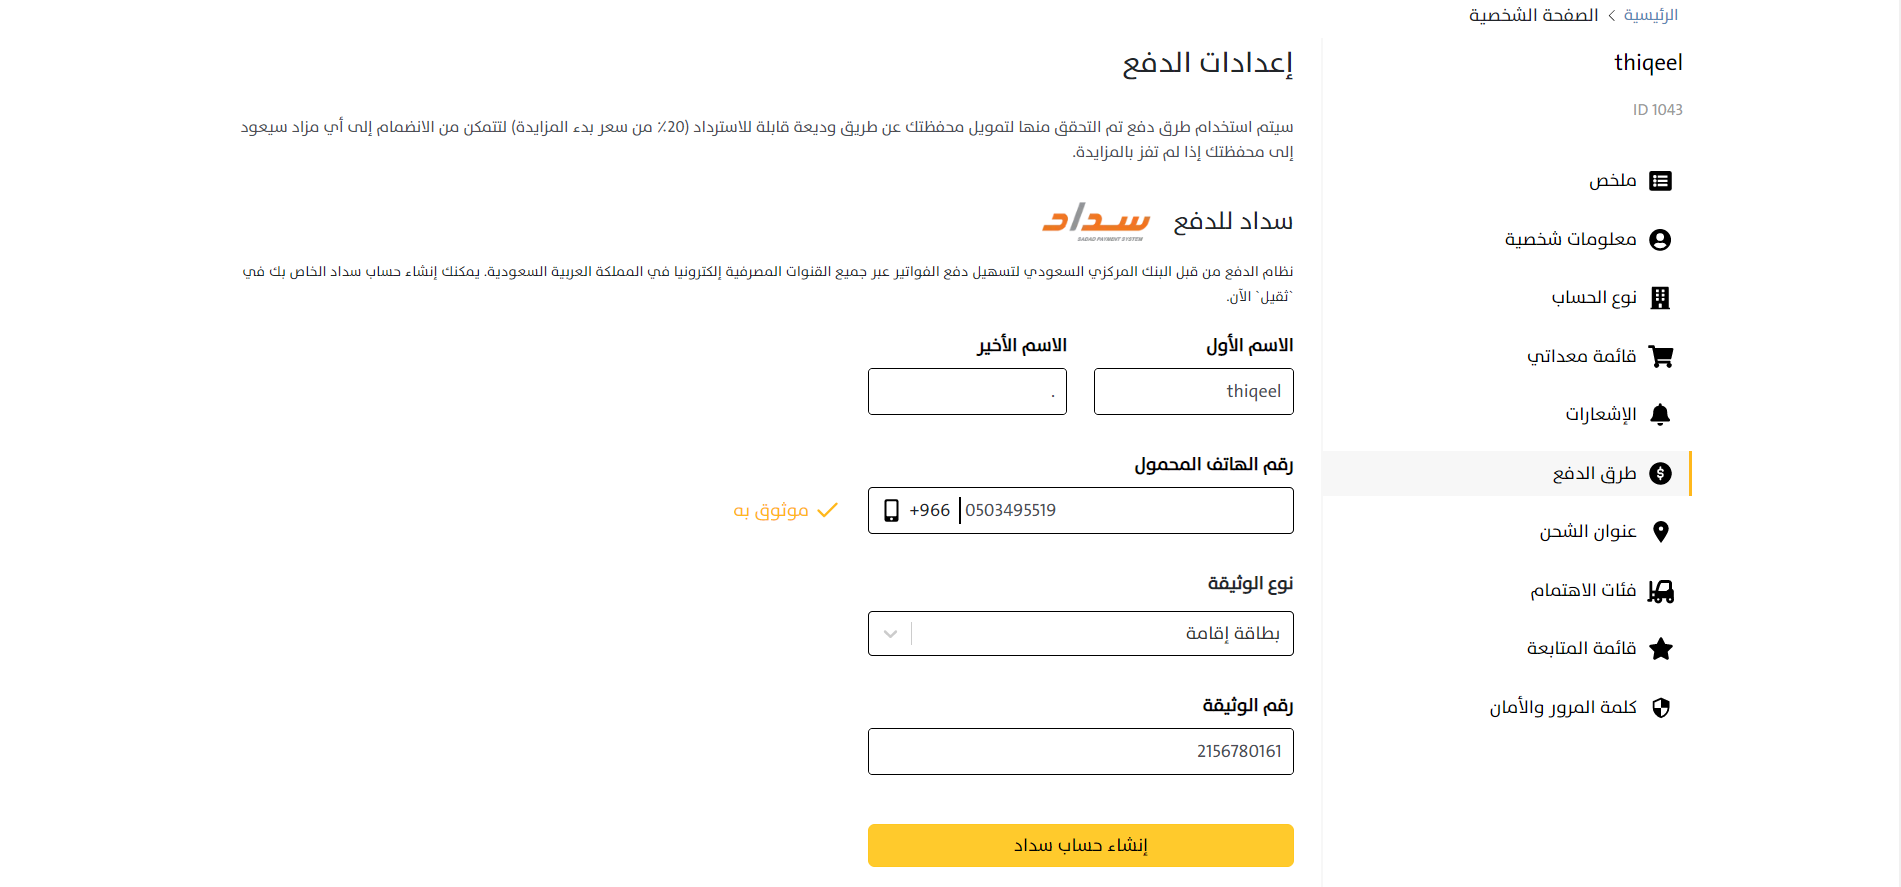 الرئيسية > الصفحة الشخصية
thiqeel
ID 1043
ملخص
معلومات شخصية
نوع الحساب
قائمة معداتي
الإشعارات
طرق الدفع
عنوان الشحن
فئات الاهتمام
قائمة المتابعة
كلمة المرور والأمان
إعدادات الدفع
سيتم استخدام طرق دفع تم التحقق منها لتمويل محفظتك عن طريق وديعة قابلة للاسترداد (20٪ من سعر بدء المزايدة) لتتمكن من الانضمام إلى أي مزاد سيعود
إلى محفظتك إذا لم تفز بالمزايدة.
سداد للدفع سداد
SADAD PAYMENT SYSTEM
نظام الدفع من قبل البنك المركزي السعودي لتسهيل دفع الفواتير عبر جميع القنوات المصرفية إلكترونيا في المملكة العربية السعودية. يمكنك إنشاء حساب سداد الخاص بك في
`ثقيل` الآن.
الاسم الأول الاسم الأخير
thiqeel .
رقم الهاتف المحمول
+966 0503495519 موثوق به
نوع الوثيقة
بطاقة إقامة
رقم الوثيقة
2156780161
إنشاء حساب سداد